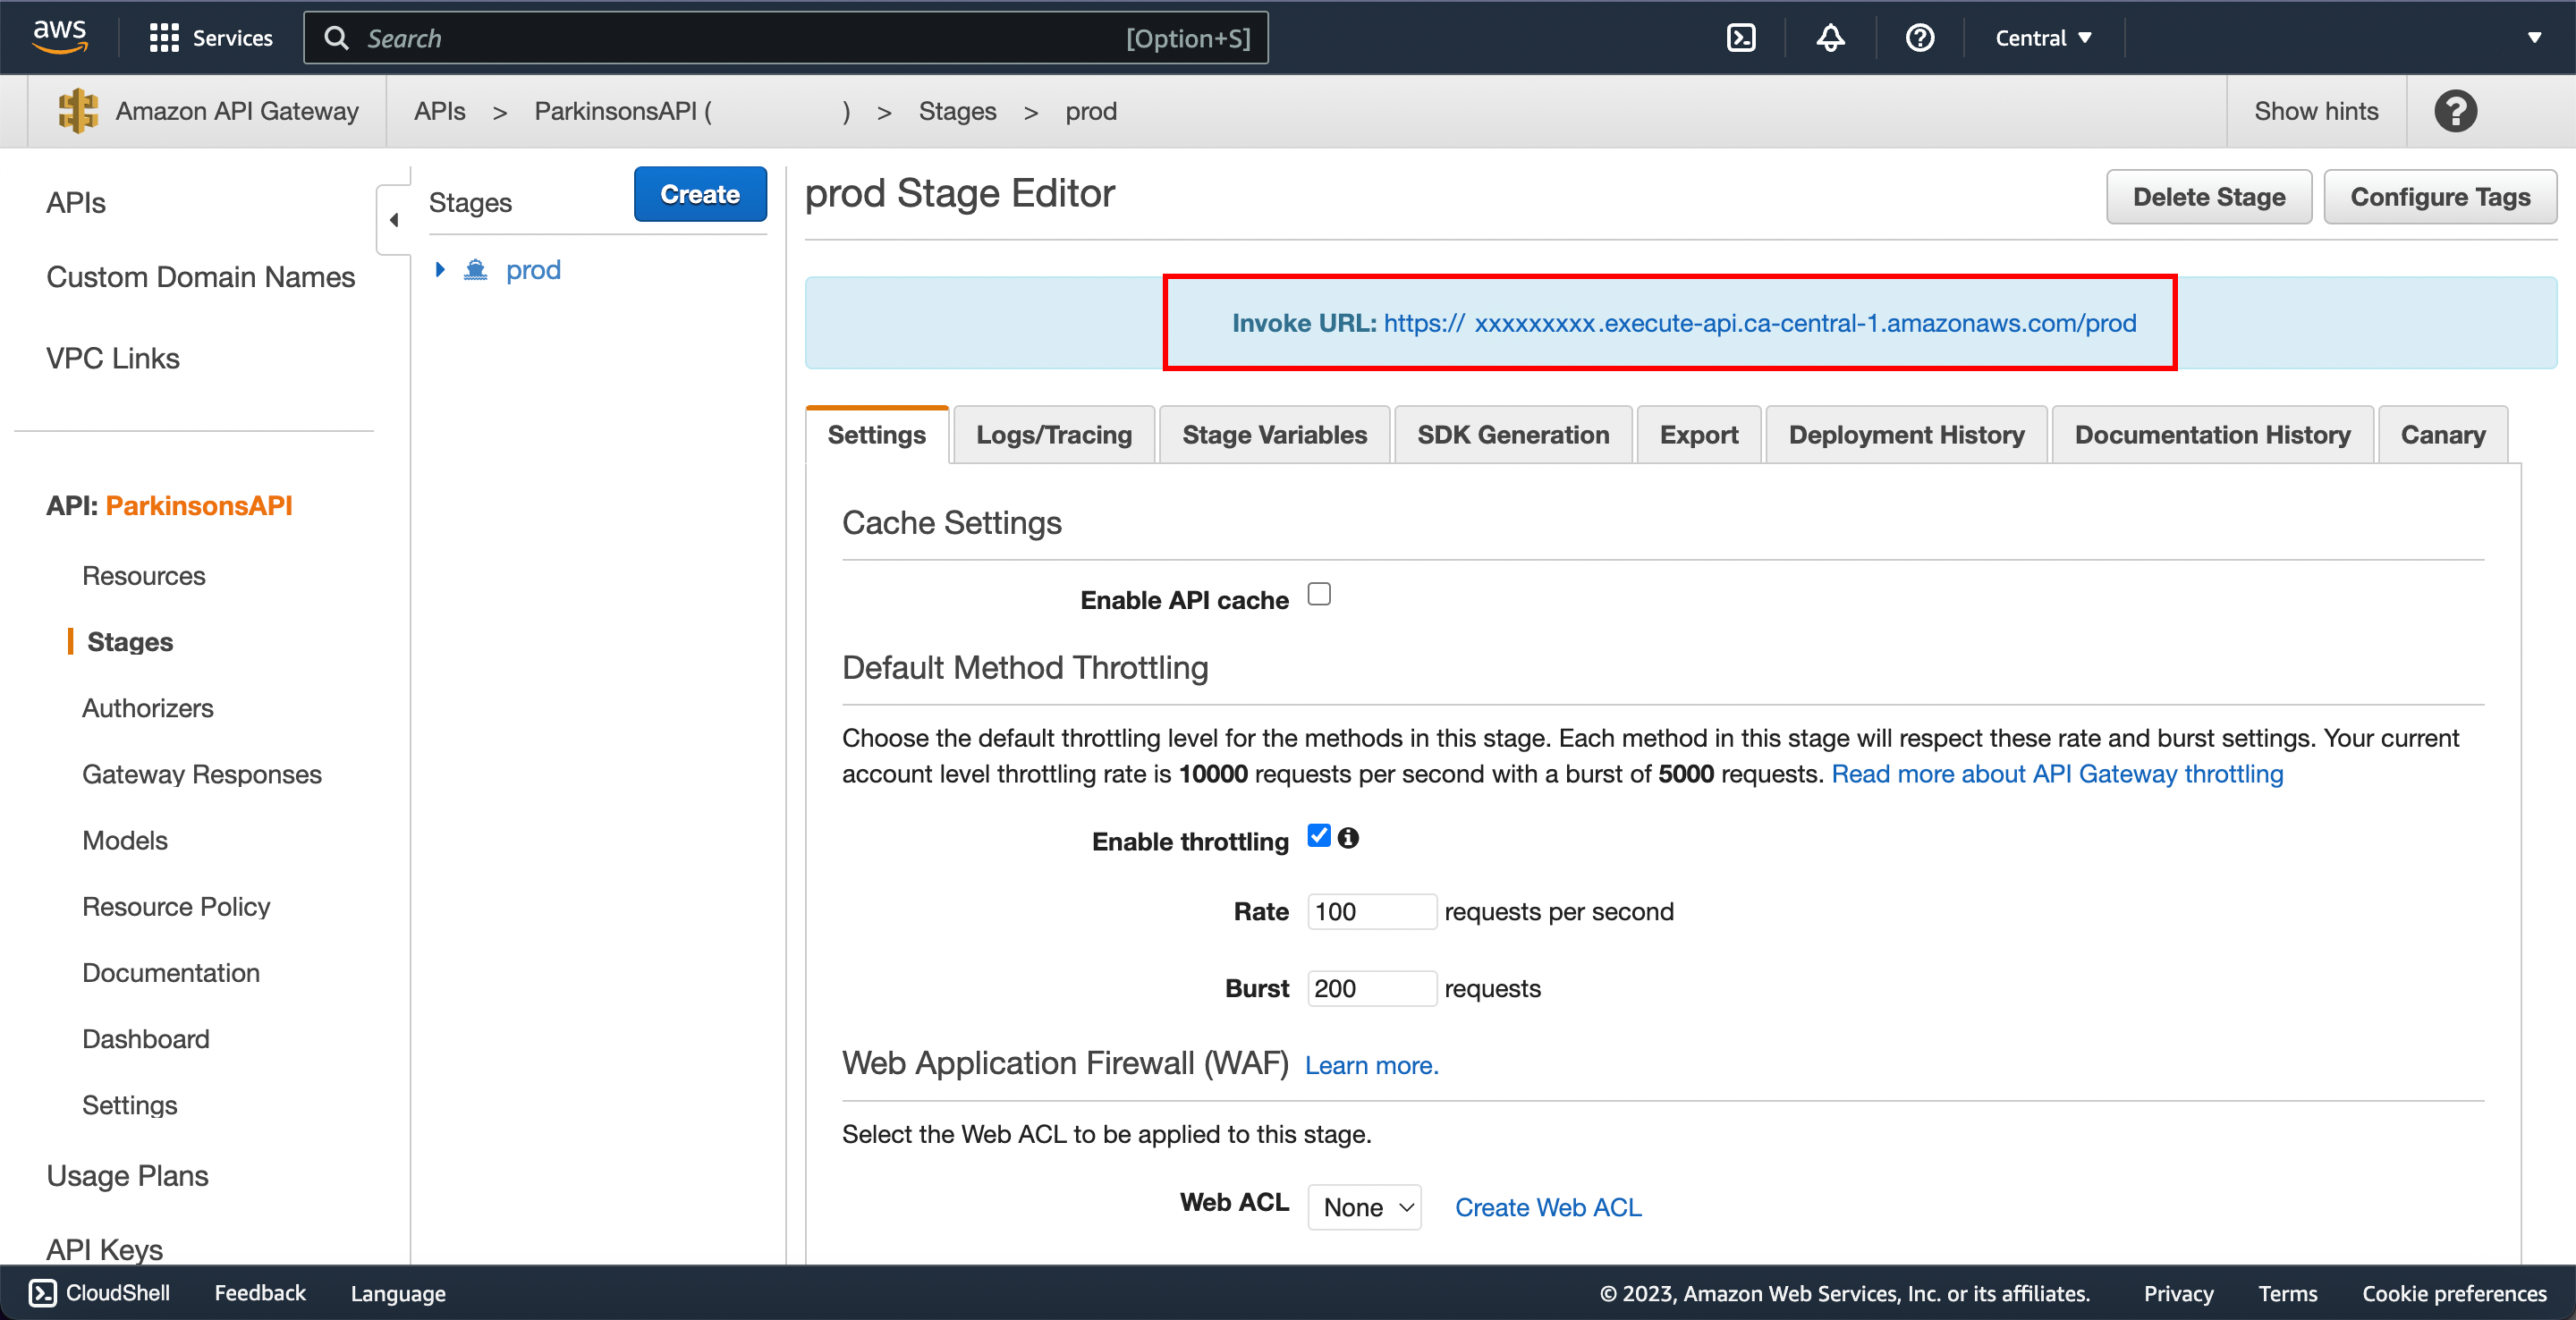 aws
Services
Search
[Option+S]
Central
Amazon API Gateway
APIs > ParkinsonsAPI ( ) > Stages > prod
Show hints
APIs
Custom Domain Names
VPC Links
API: ParkinsonsAPI
Resources
Stages
Authorizers
Gateway Responses
Models
Resource Policy
Documentation
Dashboard
Settings
Usage Plans
API Keys
Stages
Create
prod
prod Stage Editor
Delete Stage
Configure Tags
Invoke URL: https:// xxxxxxxxx.execute-api.ca-central-1.amazonaws.com/prod
Settings
Logs/Tracing
Stage Variables
SDK Generation
Export
Deployment History
Documentation History
Canary
Cache Settings
Enable API cache
Default Method Throttling
Choose the default throttling level for the methods in this stage. Each method in this stage will respect these rate and burst settings. Your current
account level throttling rate is 10000 requests per second with a burst of 5000 requests. Read more about API Gateway throttling
Enable throttling
Rate 100 requests per second
Burst 200 requests
Web Application Firewall (WAF) Learn more.
Select the Web ACL to be applied to this stage.
Web ACL None Create Web ACL
CloudShell
Feedback
Language
© 2023, Amazon Web Services, Inc. or its affiliates.
Privacy
Terms
Cookie preferences